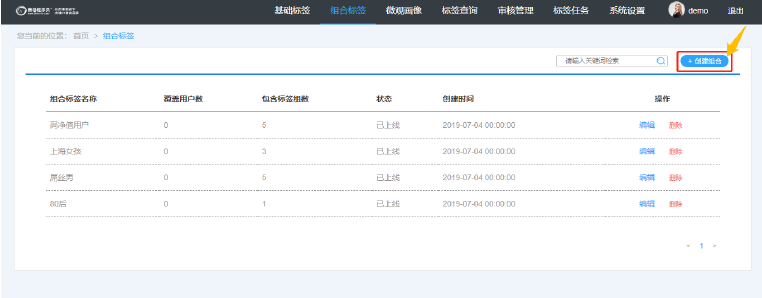 基础标签 组合标签 微观画像 标签查询 审核管理 标签任务 系统设置 demo 退出
您当前的位置: 首页 > 组合标签
请输入关键词检索 + 创建组合
组合标签名称 覆盖用户数 包含标签组数 状态 创建时间 操作
高净值用户 0 5 已上线 2019-07-04 00:00:00 编辑 删除
上海女孩 0 3 已上线 2019-07-04 00:00:00 编辑 删除
屌丝男 0 5 已上线 2019-07-04 00:00:00 编辑 删除
80后 0 1 已上线 2019-07-04 00:00:00 编辑 删除
< 1 >